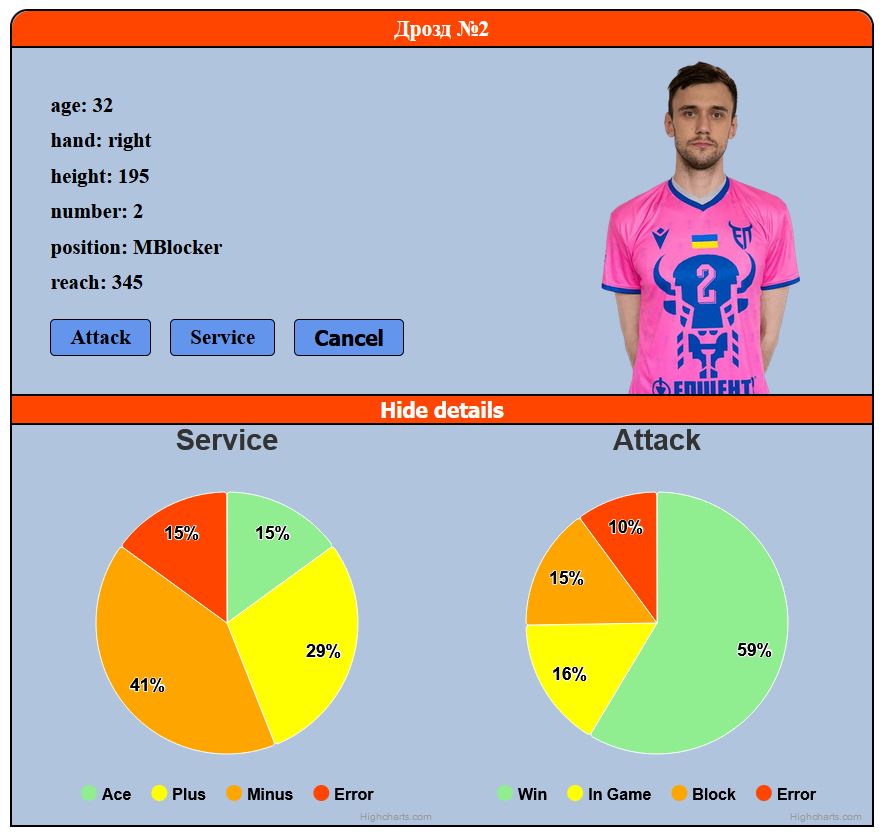 Дрозд №2
age: 32
hand: right
height: 195
number: 2
position: MBlocker
reach: 345
Attack Service Cancel
ЕП
2
ЕПІЦЕНТР
Hide details
Service Attack
15% 15% 29% 41%
10% 15% 16% 59%
Ace Plus Minus Error
Win In Game Block Error
Highcharts.com Highcharts.com